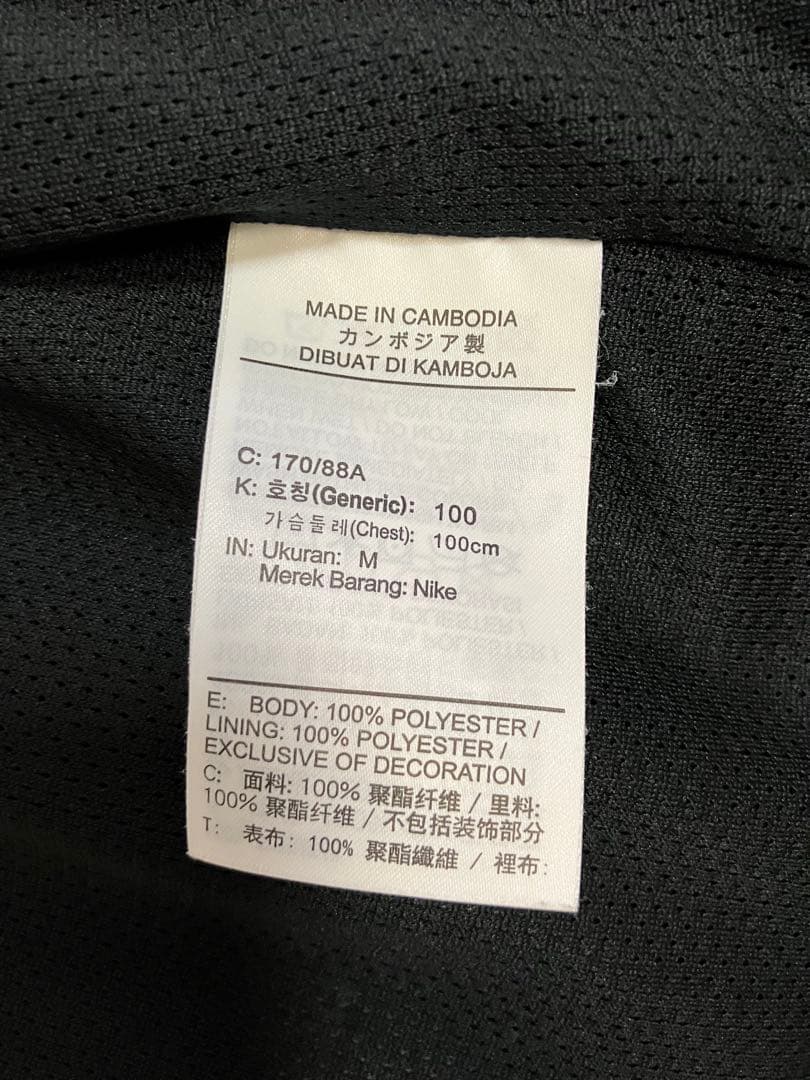 MADE IN CAMBODIA
カンボジア製
DIBUAT DI KAMBOJA
C: 170/88A
K: 호칭(Generic): 100
가슴둘레(Chest): 100cm
IN: Ukuran: M
Merek Barang: Nike
E: BODY: 100% POLYESTER /
LINING: 100% POLYESTER /
EXCLUSIVE OF DECORATION
C: 面料: 100% 聚酯纤维 / 里料:
100% 聚酯纤维 / 不包括装饰部分
T: 表布: 100% 聚酯纖維 / 裡布: